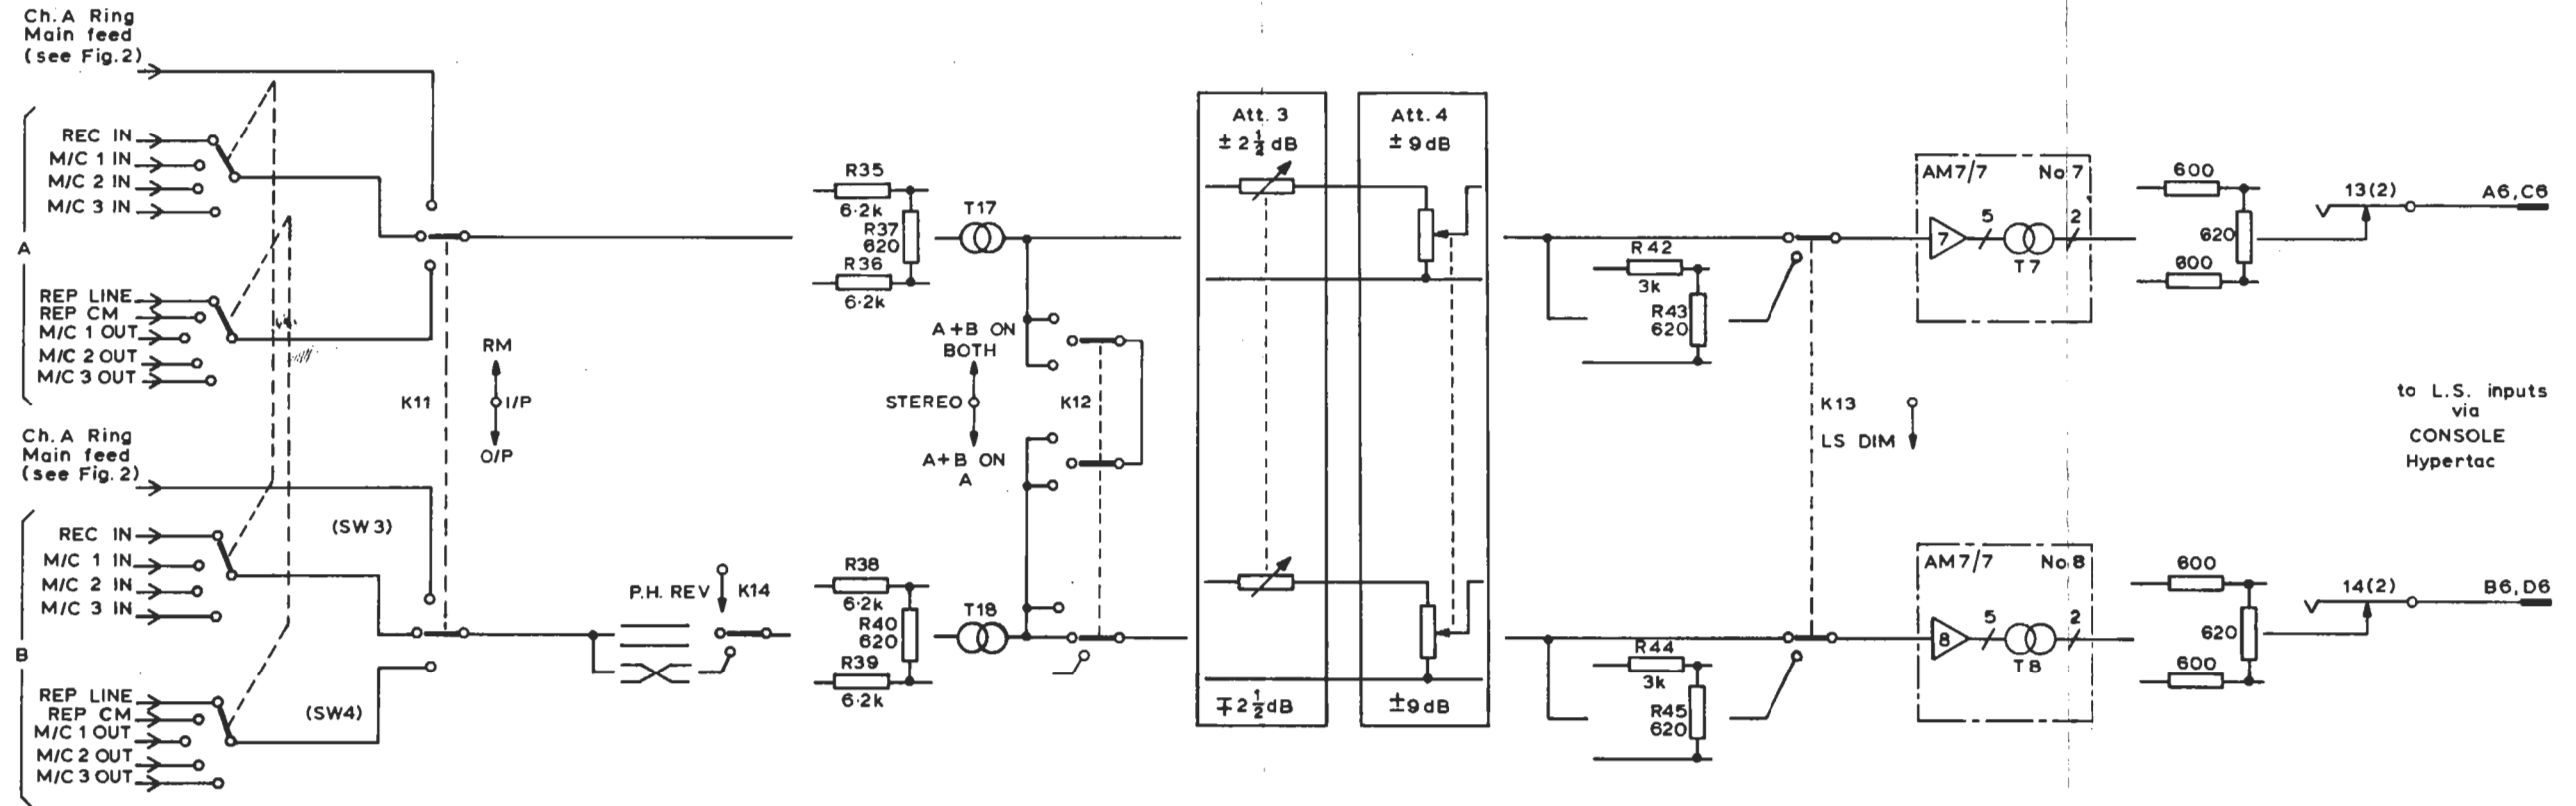 Ch. A Ring
Main feed
(see Fig. 2)
A
REC IN
M/C 1 IN
M/C 2 IN
M/C 3 IN
REP LINE
REP CM
M/C 1 OUT
M/C 2 OUT
M/C 3 OUT
K11
RM
I/P
O/P
Ch. A Ring
Main feed
(see Fig. 2)
B
REC IN
M/C 1 IN
M/C 2 IN
M/C 3 IN
(SW3)
REP LINE
REP CM
M/C 1 OUT
M/C 2 OUT
M/C 3 OUT
(SW4)
P.H. REV
K14
R35
6·2k
R37
620
R36
6·2k
T17
A+B ON
BOTH
STEREO
A+B ON
A
K12
R38
6·2k
R40
620
R39
6·2k
T18
Att. 3
± 2½ dB
∓ 2½ dB
Att. 4
± 9 dB
± 9 dB
R42
3k
R43
620
K13
LS DIM
R44
3k
R45
620
AM7/7 No 7
7
5
T7
2
600
620
600
13(2)
A6, C6
to L.S. inputs
via
CONSOLE
Hypertac
AM7/7 No 8
8
5
T8
2
600
620
600
14(2)
B6, D6